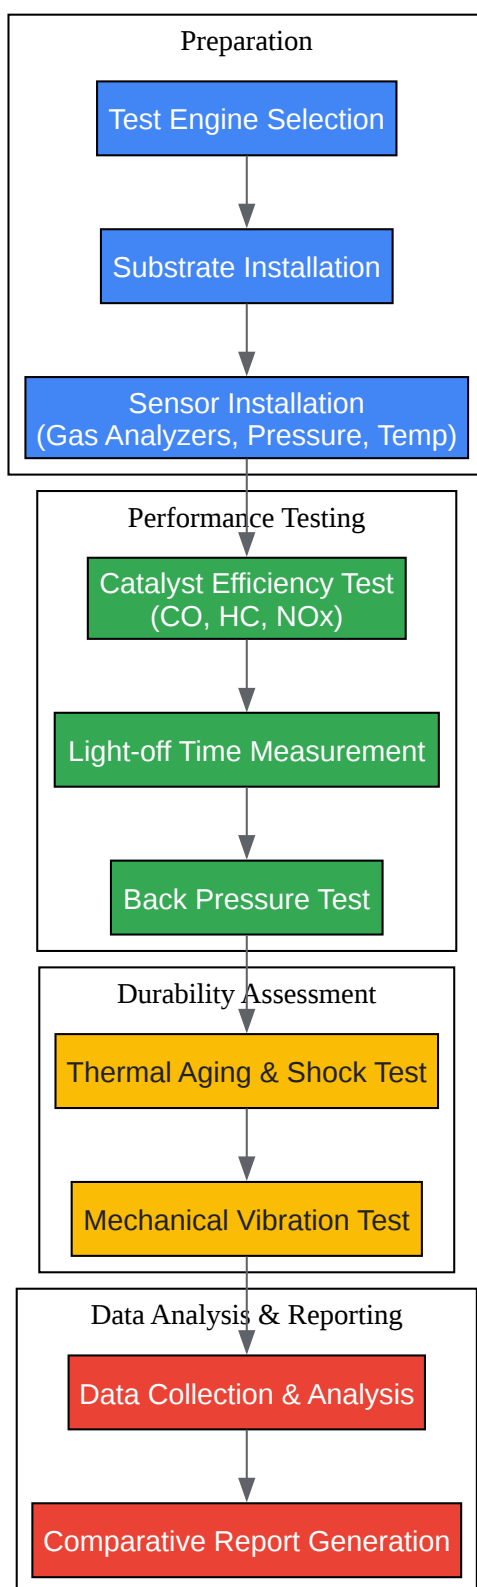 Preparation
Test Engine Selection
Substrate Installation
Sensor Installation
(Gas Analyzers, Pressure, Temp)
Performance Testing
Catalyst Efficiency Test
(CO, HC, NOx)
Light-off Time Measurement
Back Pressure Test
Durability Assessment
Thermal Aging & Shock Test
Mechanical Vibration Test
Data Analysis & Reporting
Data Collection & Analysis
Comparative Report Generation